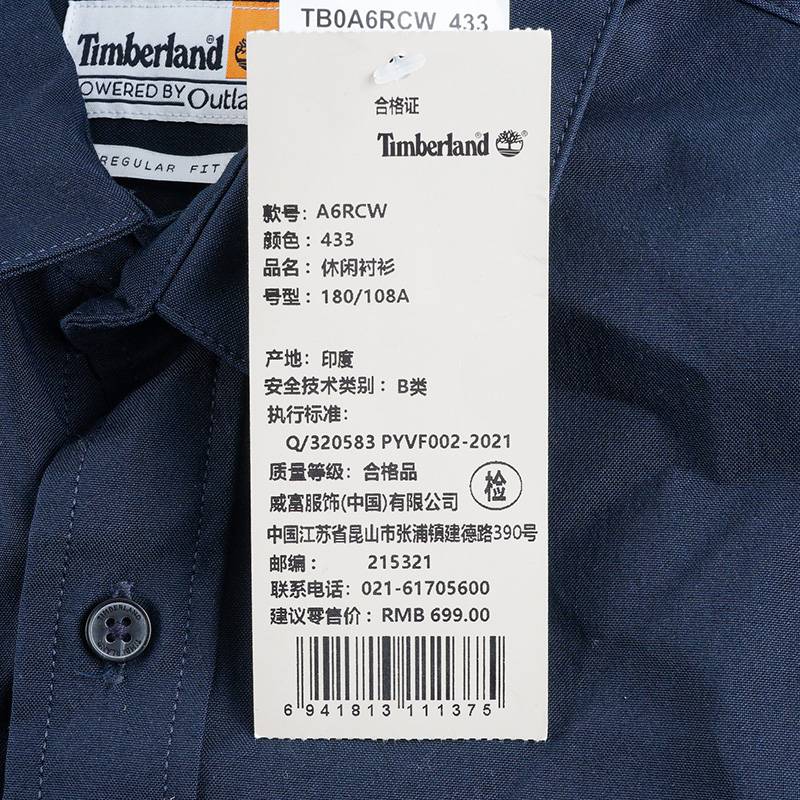 TB0A6RCW 433
Timberland
POWERED BY Outla
REGULAR FIT
合格证
Timberland
款号: A6RCW
颜色: 433
品名: 休闲衬衫
号型: 180/108A
产地: 印度
安全技术类别: B类
执行标准:
Q/320583 PYVF002-2021
质量等级: 合格品
检
威富服饰(中国)有限公司
中国江苏省昆山市张浦镇建德路390号
邮编: 215321
联系电话: 021-61705600
建议零售价: RMB 699.00
6 941813 111375
TIMBERLAND